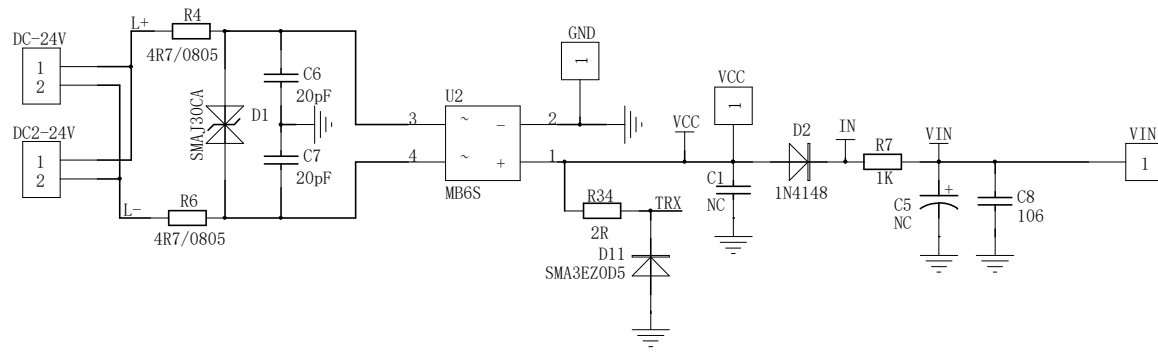 R4
L+
4R7/0805
DC-24V
1
2
DC2-24V
1
2
L-
R6
4R7/0805
SMAJ30CA
D1
C6
20pF
C7
20pF
3
4
U2
~
−
~
+
MB6S
2
1
GND
1
VCC
VCC
1
C1
NC
R34
2R
TRX
D11
SMA3EZ0D5
D2
1N4148
IN
R7
1K
VIN
+
C5
NC
C8
106
VIN
1